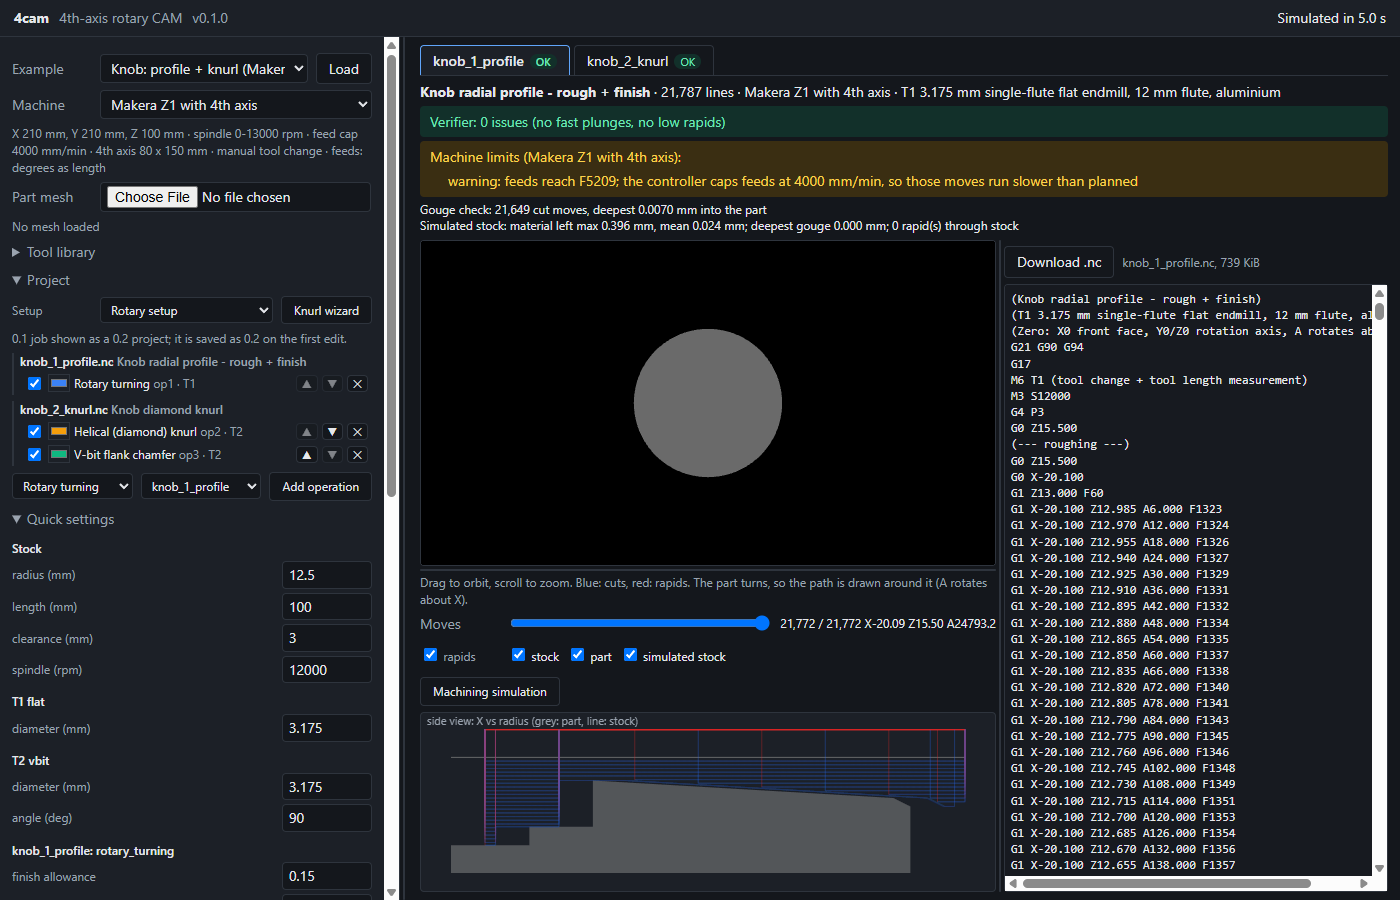 4cam 4th-axis rotary CAM v0.1.0
Simulated in 5.0 s
Example
Knob: profile + knurl (Maker
Load
Machine
Makera Z1 with 4th axis
X 210 mm, Y 210 mm, Z 100 mm · spindle 0-13000 rpm · feed cap
4000 mm/min · 4th axis 80 x 150 mm · manual tool change · feeds:
degrees as length
Part mesh
Choose File No file chosen
No mesh loaded
Tool library
Project
Setup
Rotary setup
Knurl wizard
0.1 job shown as a 0.2 project; it is saved as 0.2 on the first edit.
knob_1_profile.nc Knob radial profile - rough + finish
Rotary turning op1 · T1
knob_2_knurl.nc Knob diamond knurl
Helical (diamond) knurl op2 · T2
V-bit flank chamfer op3 · T2
Rotary turning
knob_1_profile
Add operation
Quick settings
Stock
radius (mm) 12.5
length (mm) 100
clearance (mm) 3
spindle (rpm) 12000
T1 flat
diameter (mm) 3.175
T2 vbit
diameter (mm) 3.175
angle (deg) 90
knob_1_profile: rotary_turning
finish allowance 0.15
knob_1_profile OK
knob_2_knurl OK
Knob radial profile - rough + finish · 21,787 lines · Makera Z1 with 4th axis · T1 3.175 mm single-flute flat endmill, 12 mm flute, aluminium
Verifier: 0 issues (no fast plunges, no low rapids)
Machine limits (Makera Z1 with 4th axis):
warning: feeds reach F5209; the controller caps feeds at 4000 mm/min, so those moves run slower than planned
Gouge check: 21,649 cut moves, deepest 0.0070 mm into the part
Simulated stock: material left max 0.396 mm, mean 0.024 mm; deepest gouge 0.000 mm; 0 rapid(s) through stock
Drag to orbit, scroll to zoom. Blue: cuts, red: rapids. The part turns, so the path is drawn around it (A rotates
about X).
Moves
21,772 / 21,772 X-20.09 Z15.50 A24793.2
rapids
stock
part
simulated stock
Machining simulation
side view: X vs radius (grey: part, line: stock)
Download .nc
knob_1_profile.nc, 739 KiB
(Knob radial profile - rough + finish)
(T1 3.175 mm single-flute flat endmill, 12 mm flute, al
(Zero: X0 front face, Y0/Z0 rotation axis, A rotates ab
G21 G90 G94
G17
M6 T1 (tool change + tool length measurement)
M3 S12000
G4 P3
G0 Z15.500
(--- roughing ---)
G0 Z15.500
G0 X-20.100
G1 Z13.000 F60
G1 X-20.100 Z12.985 A6.000 F1323
G1 X-20.100 Z12.970 A12.000 F1324
G1 X-20.100 Z12.955 A18.000 F1326
G1 X-20.100 Z12.940 A24.000 F1327
G1 X-20.100 Z12.925 A30.000 F1329
G1 X-20.100 Z12.910 A36.000 F1331
G1 X-20.100 Z12.895 A42.000 F1332
G1 X-20.100 Z12.880 A48.000 F1334
G1 X-20.100 Z12.865 A54.000 F1335
G1 X-20.100 Z12.850 A60.000 F1337
G1 X-20.100 Z12.835 A66.000 F1338
G1 X-20.100 Z12.820 A72.000 F1340
G1 X-20.100 Z12.805 A78.000 F1341
G1 X-20.100 Z12.790 A84.000 F1343
G1 X-20.100 Z12.775 A90.000 F1345
G1 X-20.100 Z12.760 A96.000 F1346
G1 X-20.100 Z12.745 A102.000 F1348
G1 X-20.100 Z12.730 A108.000 F1349
G1 X-20.100 Z12.715 A114.000 F1351
G1 X-20.100 Z12.700 A120.000 F1353
G1 X-20.100 Z12.685 A126.000 F1354
G1 X-20.100 Z12.670 A132.000 F1356
G1 X-20.100 Z12.655 A138.000 F1357